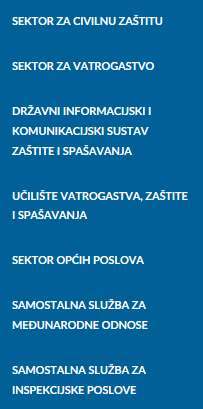 SEKTOR ZA CIVILNU ZAŠTITU
SEKTOR ZA VATROGASTVO
DRŽAVNI INFORMACIJSKI I
KOMUNIKACIJSKI SUSTAV
ZAŠTITE I SPAŠAVANJA
UČILIŠTE VATROGASTVA, ZAŠTITE
I SPAŠAVANJA
SEKTOR OPĆIH POSLOVA
SAMOSTALNA SLUŽBA ZA
MEĐUNARODNE ODNOSE
SAMOSTALNA SLUŽBA ZA
INSPEKCIJSKE POSLOVE